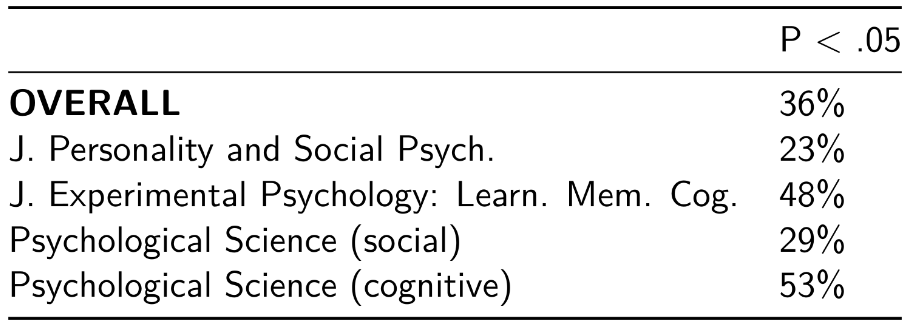 P < .05
OVERALL 36%
J. Personality and Social Psych. 23%
J. Experimental Psychology: Learn. Mem. Cog. 48%
Psychological Science (social) 29%
Psychological Science (cognitive) 53%